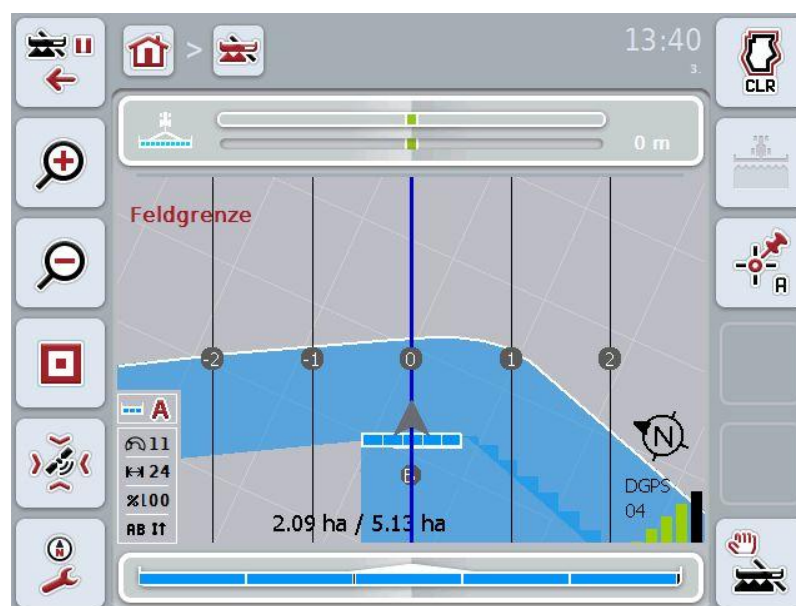 13:40
3.
CLR
0 m
Feldgrenze
-2 -1 0 1 2
A
A
11
24
%100
AB
N
DGPS
04
2.09 ha / 5.13 ha